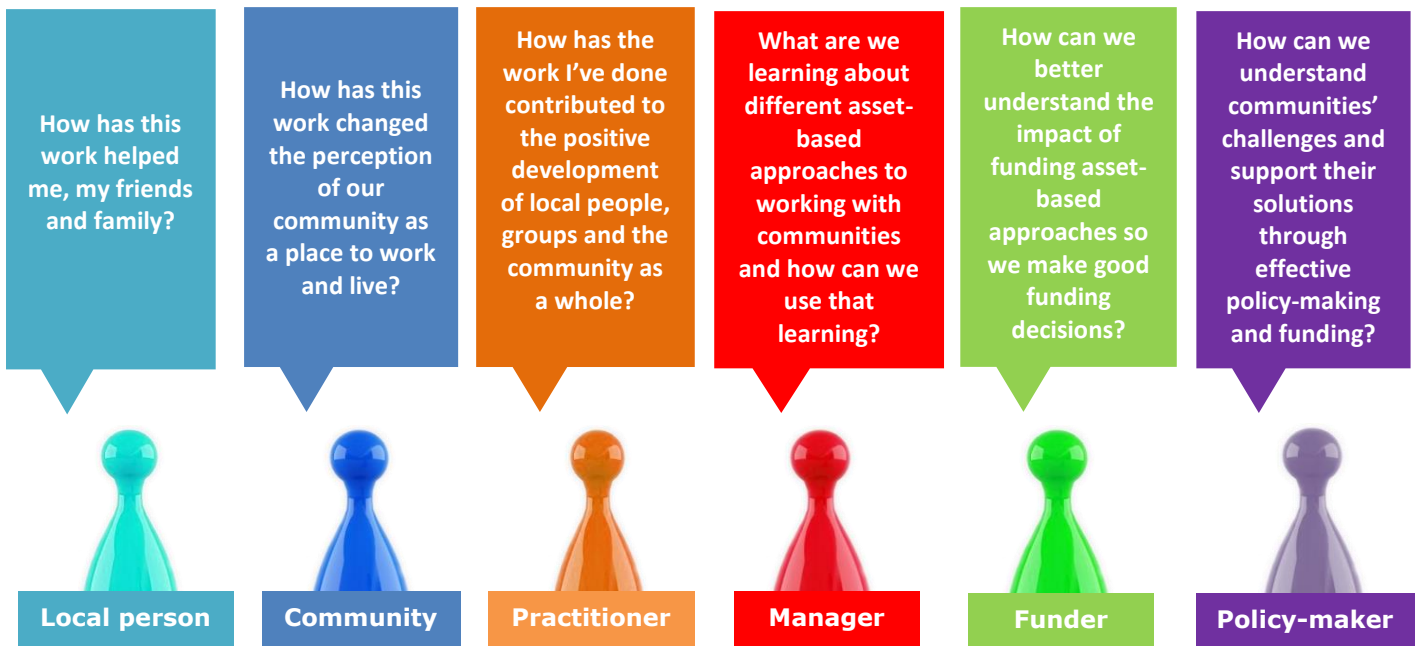 How has this
work helped
me, my friends
and family?
How has this
work changed
the perception
of our
community as
a place to work
and live?
How has the
work I’ve done
contributed to
the positive
development
of local people,
groups and the
community as
a whole?
What are we
learning about
different asset-
based
approaches to
working with
communities
and how can we
use that
learning?
How can we
better
understand the
impact of
funding asset-
based
approaches so
we make good
funding
decisions?
How can we
understand
communities’
challenges and
support their
solutions
through
effective
policy-making
and funding?
Local person
Community
Practitioner
Manager
Funder
Policy-maker